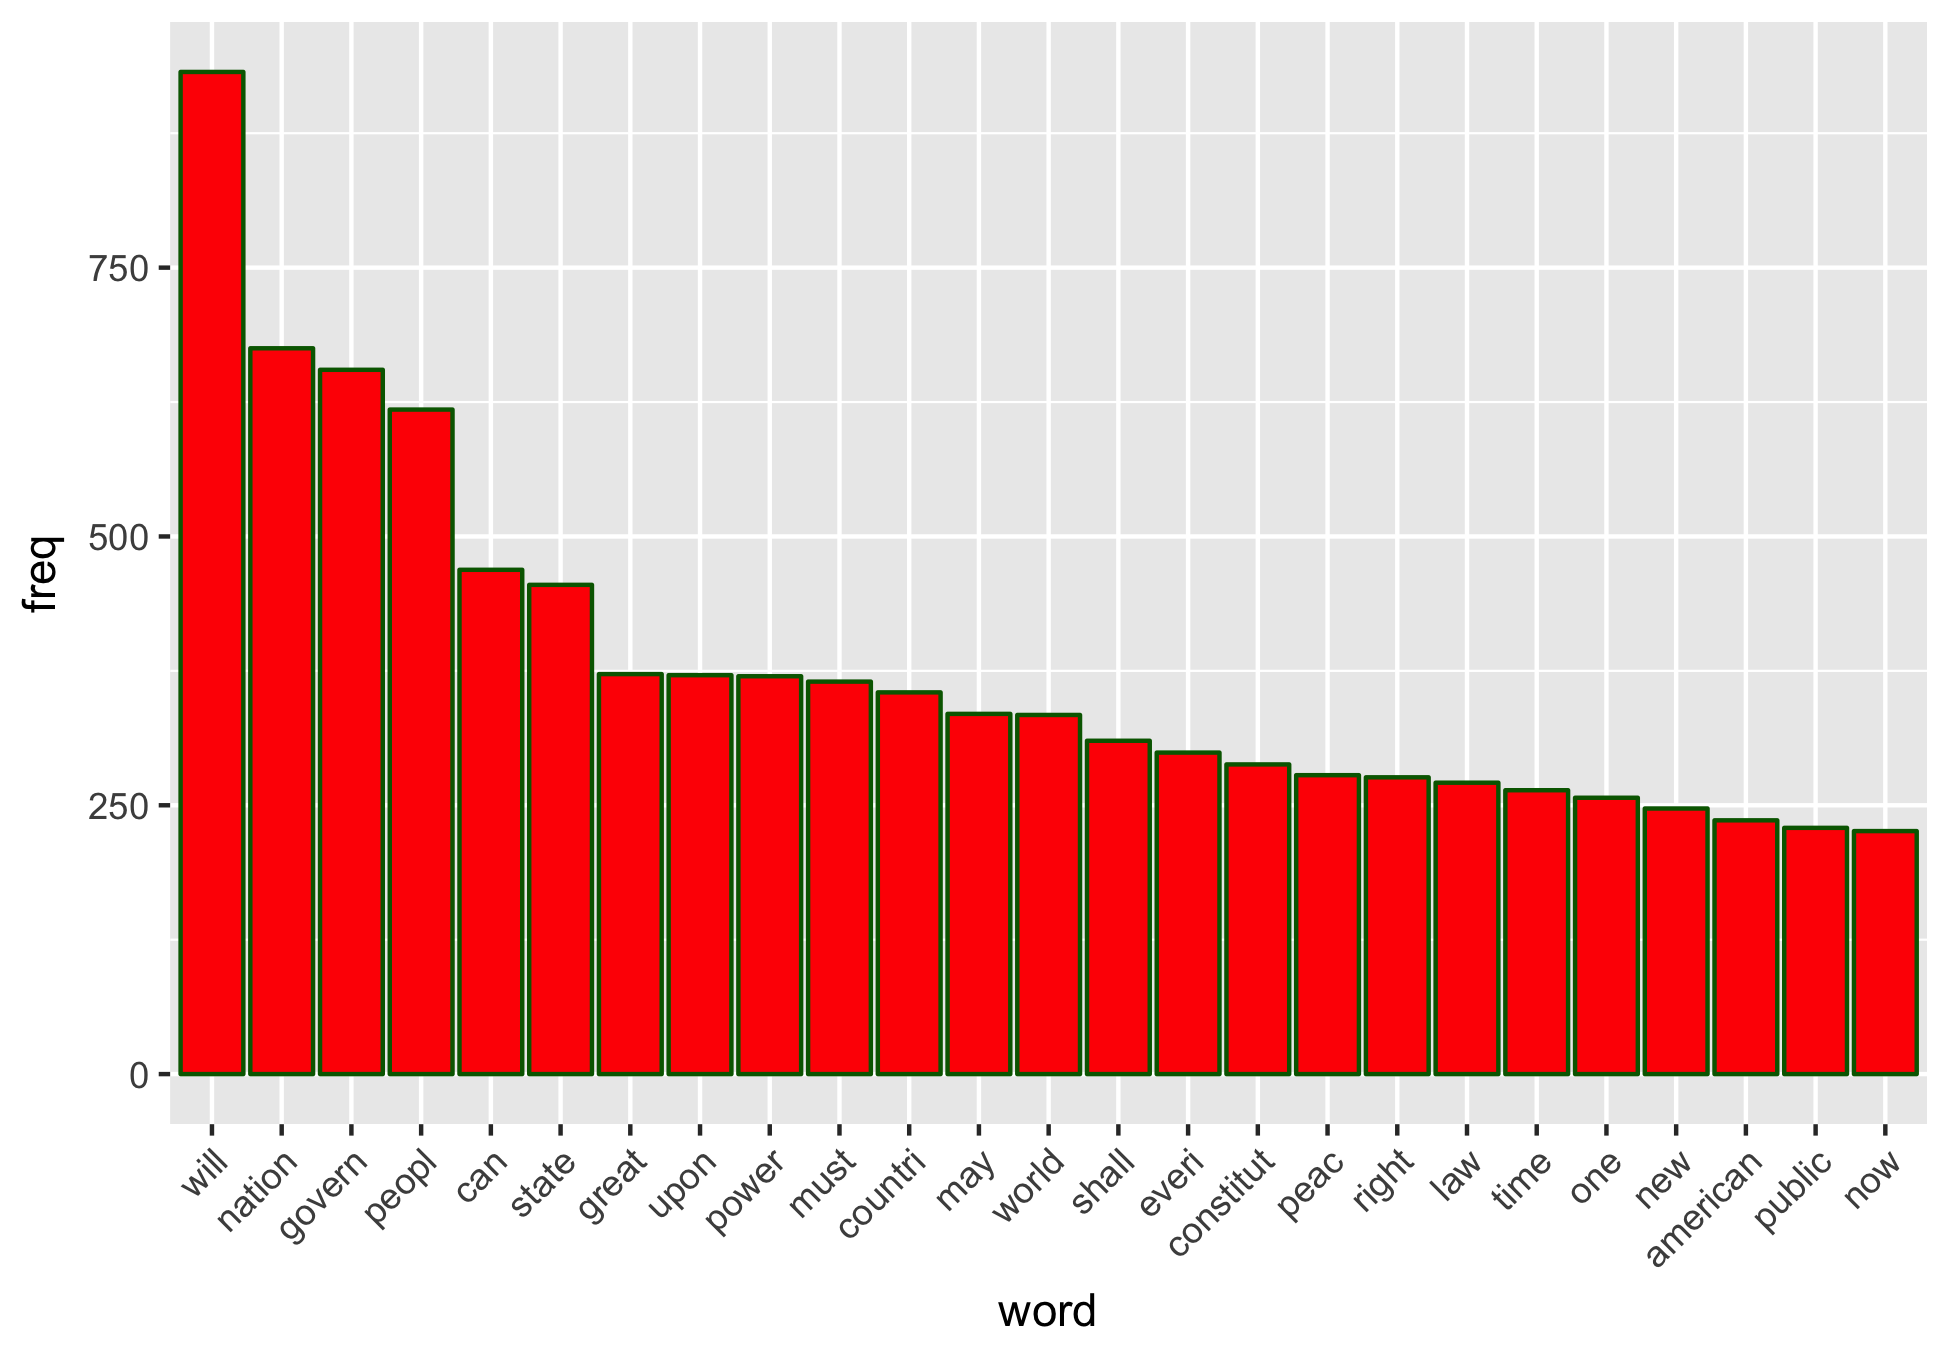 freq
750
500
250
0
will
nation
govern
peopl
can
state
great
upon
power
must
countri
may
world
shall
everi
constitut
peac
right
law
time
one
new
american
public
now
word